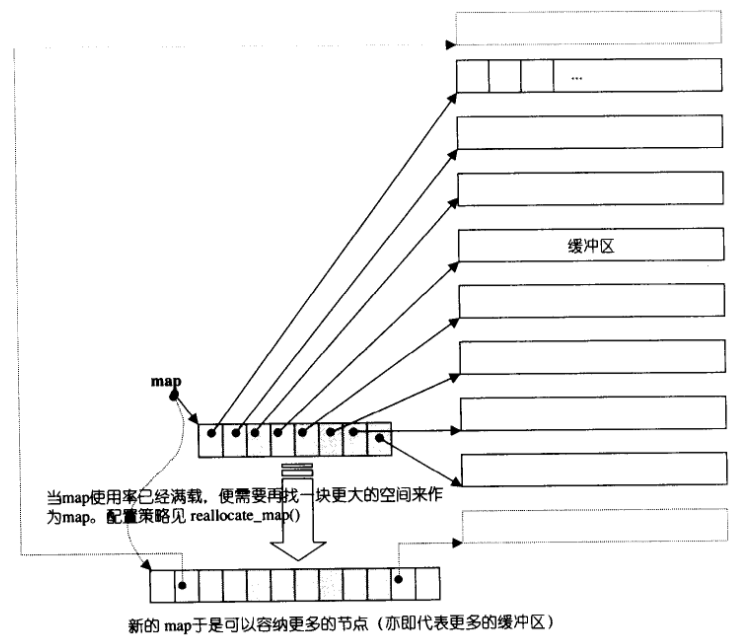 ...
缓冲区
map
当map使用率已经满载，便需要再找一块更大的空间来作
为map。配置策略见 reallocate_map()
新的 map于是可以容纳更多的节点（亦即代表更多的缓冲区）